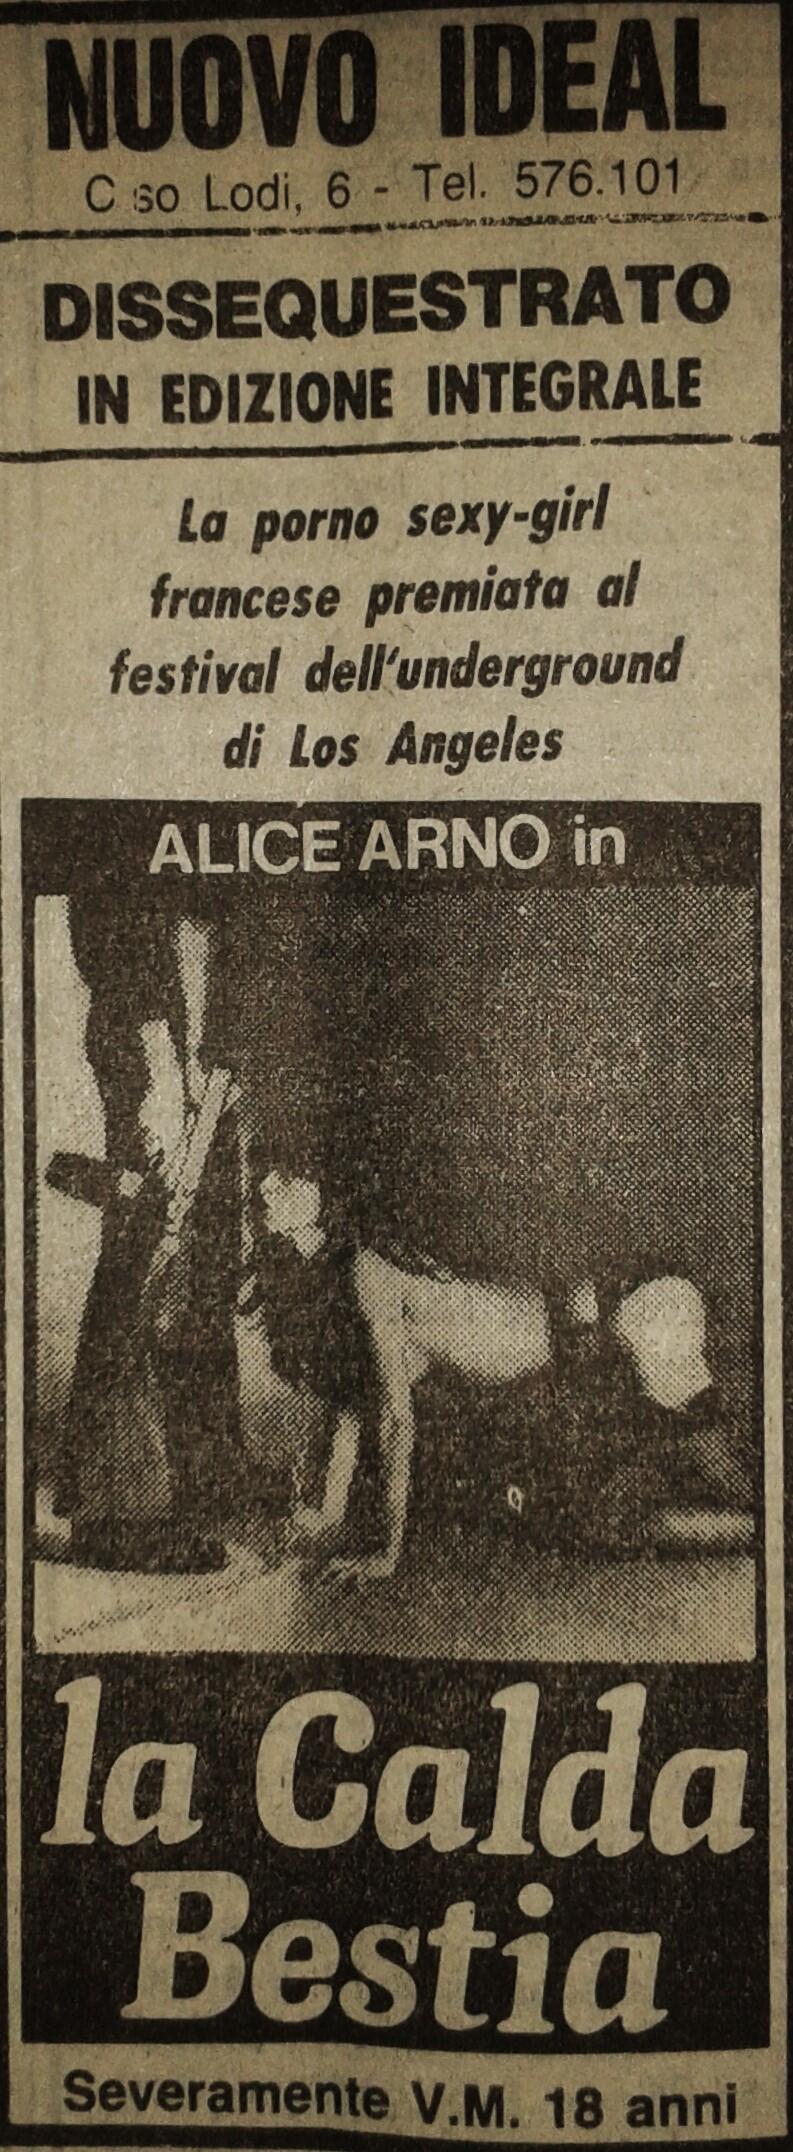 NUOVO IDEAL
C so Lodi, 6 - Tel. 576.101
DISSEQUESTRATO
IN EDIZIONE INTEGRALE
La porno sexy-girl
francese premiata al
festival dell'underground
di Los Angeles
ALICE ARNO in
la Calda
Bestia
Severamente V.M. 18 anni